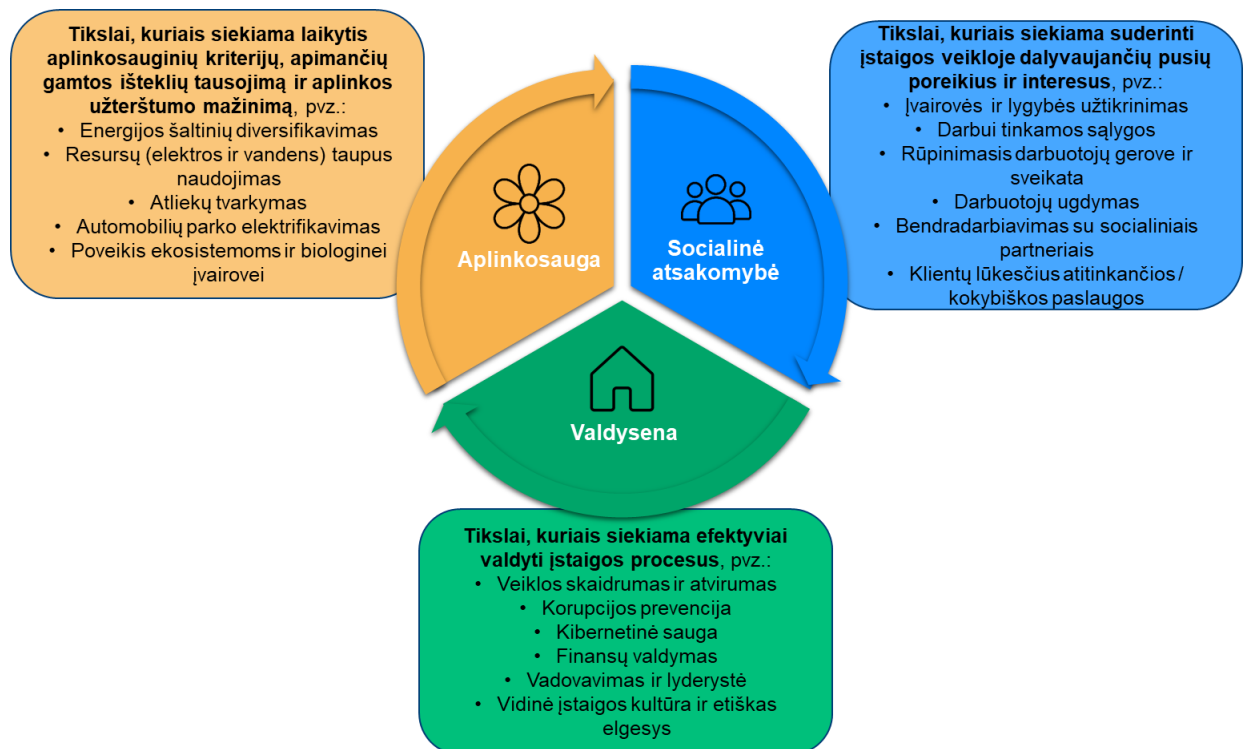 Tikslai, kuriais siekiama laikytis
aplinkosauginių kriterijų, apimančių
gamtos išteklių tausojimą ir aplinkos
užterštumo mažinimą, pvz.:
• Energijos šaltinių diversifikavimas
• Resursų (elektros ir vandens) taupus
naudojimas
• Atliekų tvarkymas
• Automobilių parko elektrifikavimas
• Poveikis ekosistemoms ir biologinei
įvairovei
Tikslai, kuriais siekiama suderinti
įstaigos veikloje dalyvaujančių pusių
poreikius ir interesus, pvz.:
• Įvairovės ir lygybės užtikrinimas
• Darbui tinkamos sąlygos
• Rūpinimasis darbuotojų gerove ir
sveikata
• Darbuotojų ugdymas
• Bendradarbiavimas su socialiniais
partneriais
• Klientų lūkesčius atitinkančios /
kokybiškos paslaugos
Aplinkosauga
Socialinė
atsakomybė
Valdysena
Tikslai, kuriais siekiama efektyviai
valdyti įstaigos procesus, pvz.:
• Veiklos skaidrumas ir atvirumas
• Korupcijos prevencija
• Kibernetinė sauga
• Finansų valdymas
• Vadovavimas ir lyderystė
• Vidinė įstaigos kultūra ir etiškas
elgesys